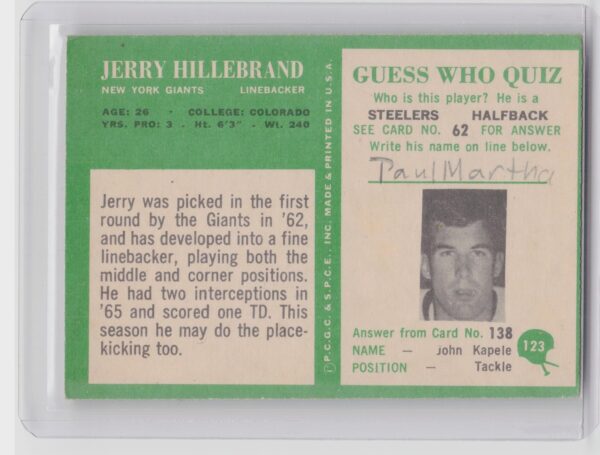 JERRY HILLEBRAND
NEW YORK GIANTS LINEBACKER
AGE: 26 - COLLEGE: COLORADO
YRS. PRO: 3 - Ht. 6'3" - Wt. 240
Jerry was picked in the first
round by the Giants in '62,
and has developed into a fine
linebacker, playing both the
middle and corner positions.
He had two interceptions in
'65 and scored one TD. This
season he may do the place-
kicking too.
©P.C.G.C. & S.P.C.E., INC. MADE & PRINTED IN U.S.A.
GUESS WHO QUIZ
Who is this player? He is a
STEELERS HALFBACK
SEE CARD NO. 62 FOR ANSWER
Write his name on line below.
Paul Martha
Answer from Card No. 138
NAME — John Kapele
POSITION — Tackle
123